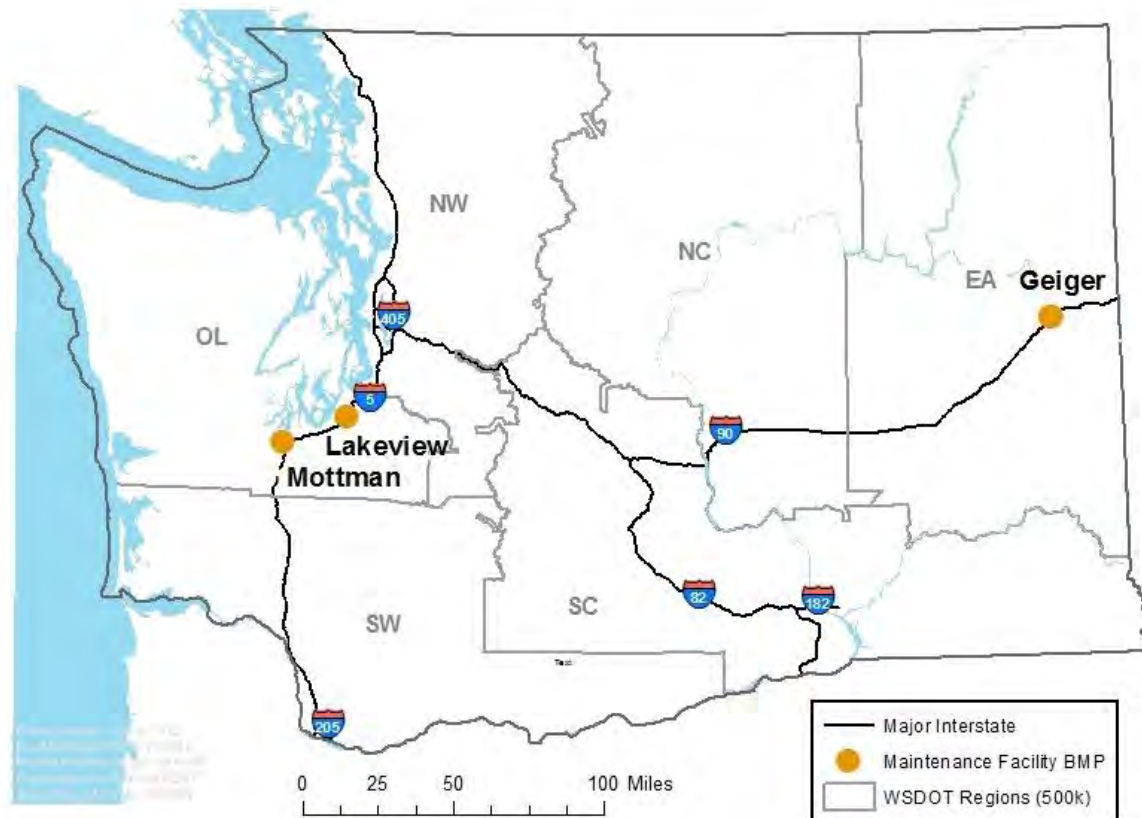 NW
NC
EA
Geiger
405
OL
5
90
Lakeview
Mottman
82
182
SC
SW
205
0 25 50 100 Miles
Major Interstate
Maintenance Facility BMP
WSDOT Regions (500k)